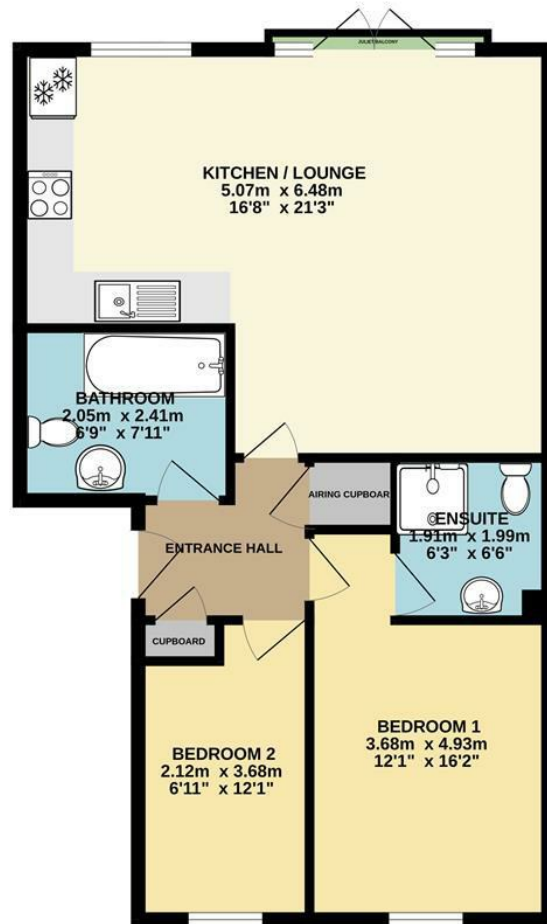 JULIET BALCONY
KITCHEN / LOUNGE
5.07m x 6.48m
16'8" x 21'3"
BATHROOM
2.05m x 2.41m
6'9" x 7'11"
AIRING CUPBOAR
ENSUITE
1.91m x 1.99m
6'3" x 6'6"
ENTRANCE HALL
CUPBOARD
BEDROOM 1
3.68m x 4.93m
12'1" x 16'2"
BEDROOM 2
2.12m x 3.68m
6'11" x 12'1"